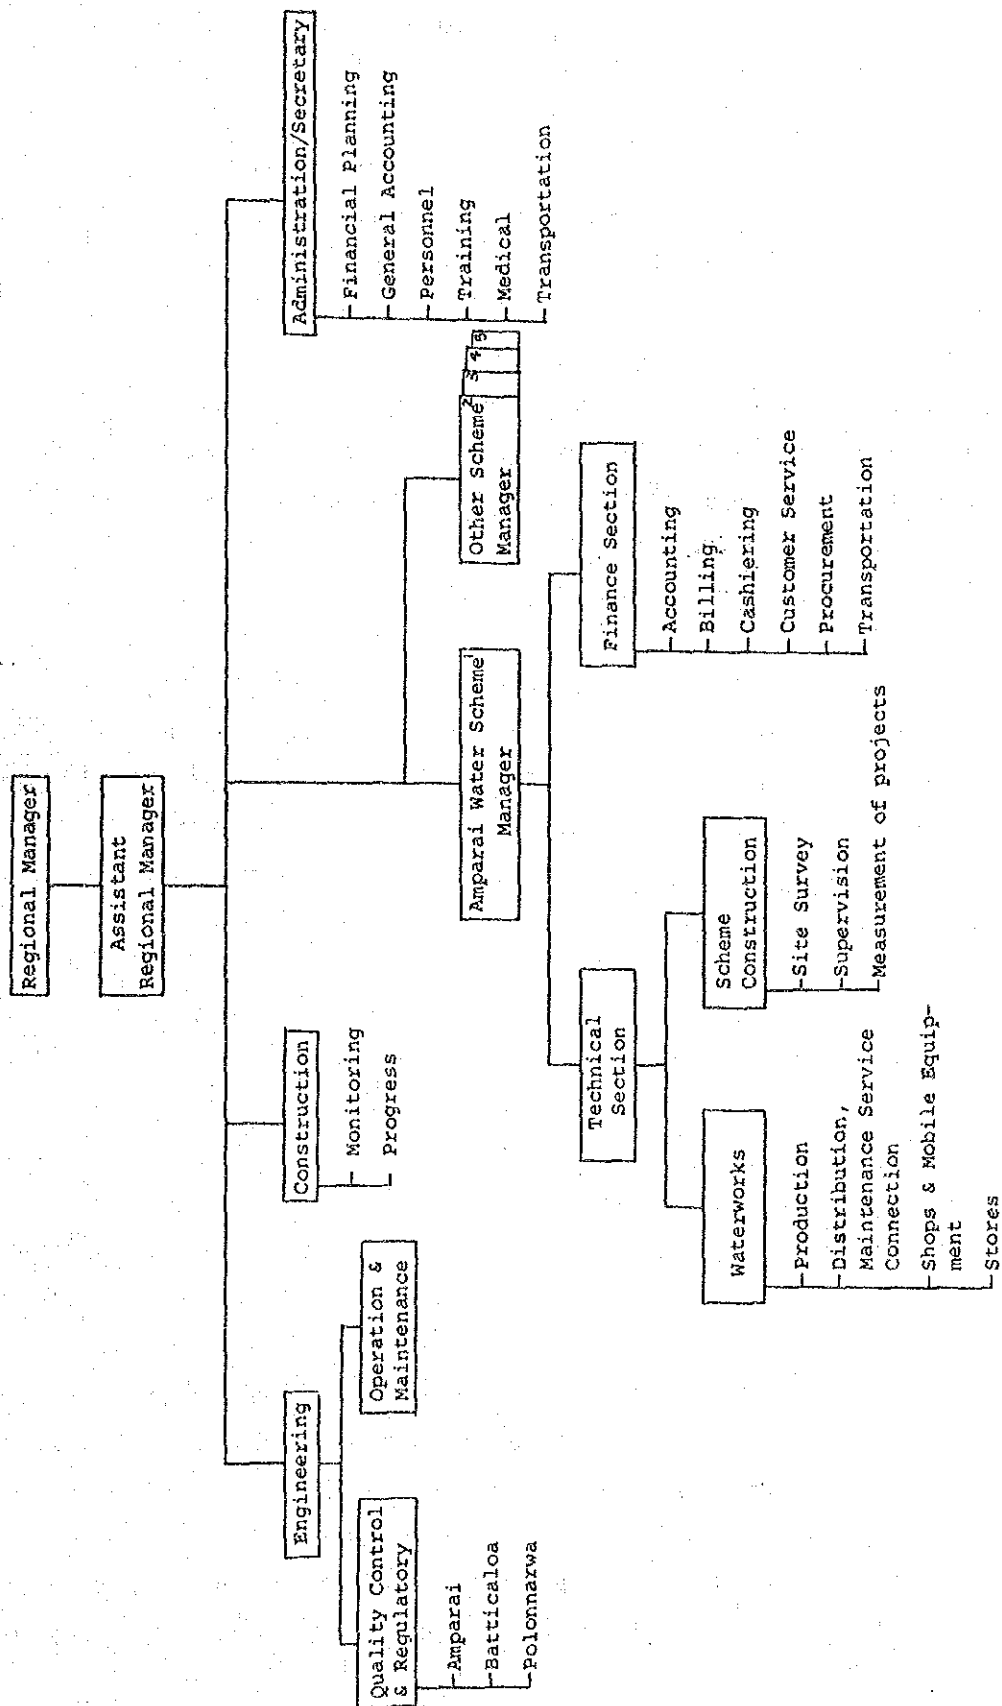 Regional Manager
Assistant
Regional Manager
Engineering
Quality Control
& Regulatory
Amparai
Batticaloa
Polonnarwa
Operation &
Maintenance
Construction
Monitoring
Progress
Amparai Water Scheme 1
Manager
Technical
Section
Waterworks
Production
Distribution,
Maintenance Service
Connection
Shops & Mobile Equip-
ment
Stores
Scheme
Construction
Site Survey
Supervision
Measurement of projects
Finance Section
Accounting
Billing
Cashiering
Customer Service
Procurement
Transportation
Other Scheme
Manager
2
3
4
5
Administration/Secretary
Financial Planning
General Accounting
Personnel
Training
Medical
Transportation